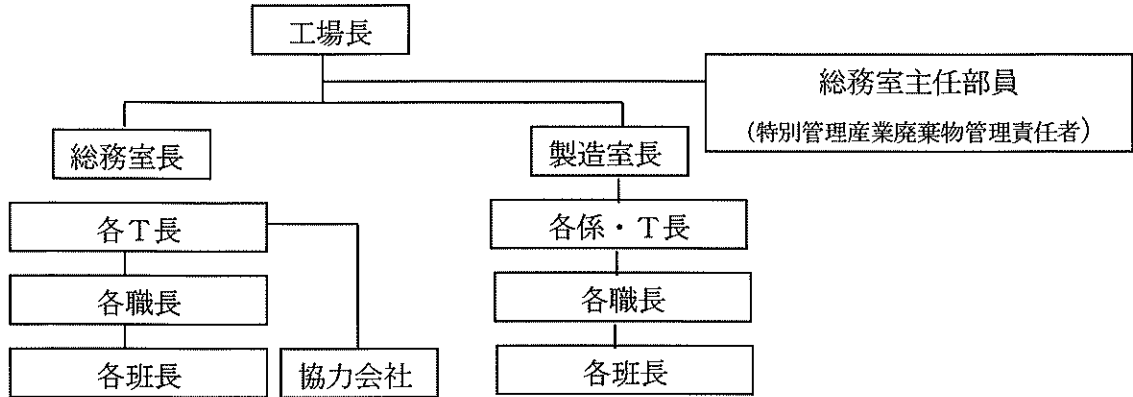 工場長
総務室主任部員
(特別管理産業廃棄物管理責任者)
総務室長
製造室長
各T長
各係・T長
各職長
各職長
各班長
協力会社
各班長